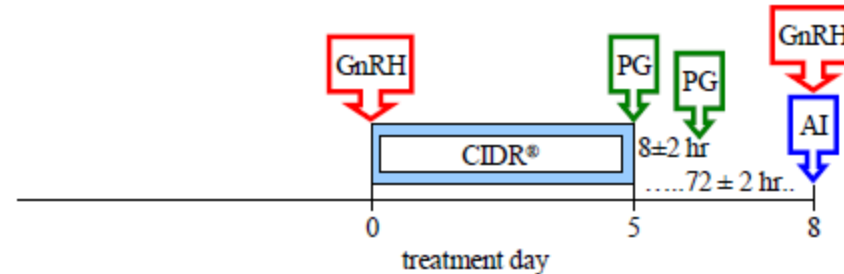 GnRH
GnRH
PG
PG
AI
CIDR®
8±2 hr
.....72 ± 2 hr..
0
5
8
treatment day